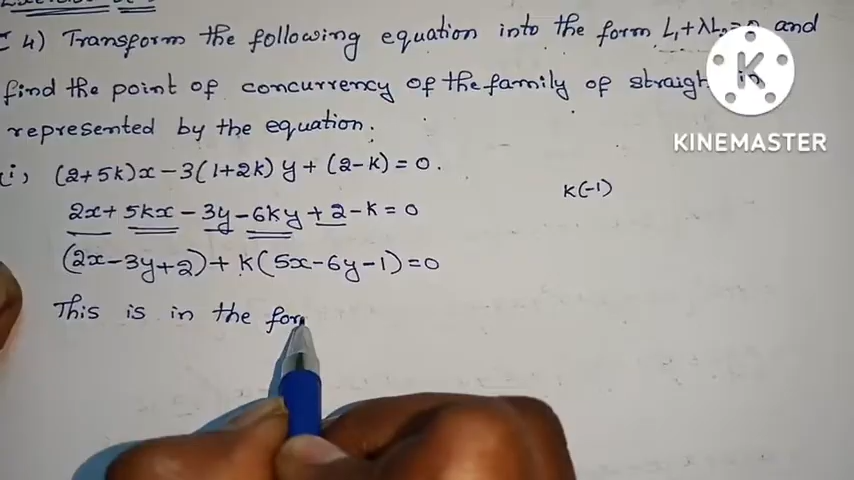 4) Transform the following equation into the form L₁+λL₂=0 and
find the point of concurrency of the family of straight
represented by the equation.
(i) (2+5k)x-3(1+2k)y+(2-k)=0.
2x+5kx-3y-6ky+2-k=0
k(-1)
(2x-3y+2)+k(5x-6y-1)=0
This is in the for
K
KINEMASTER